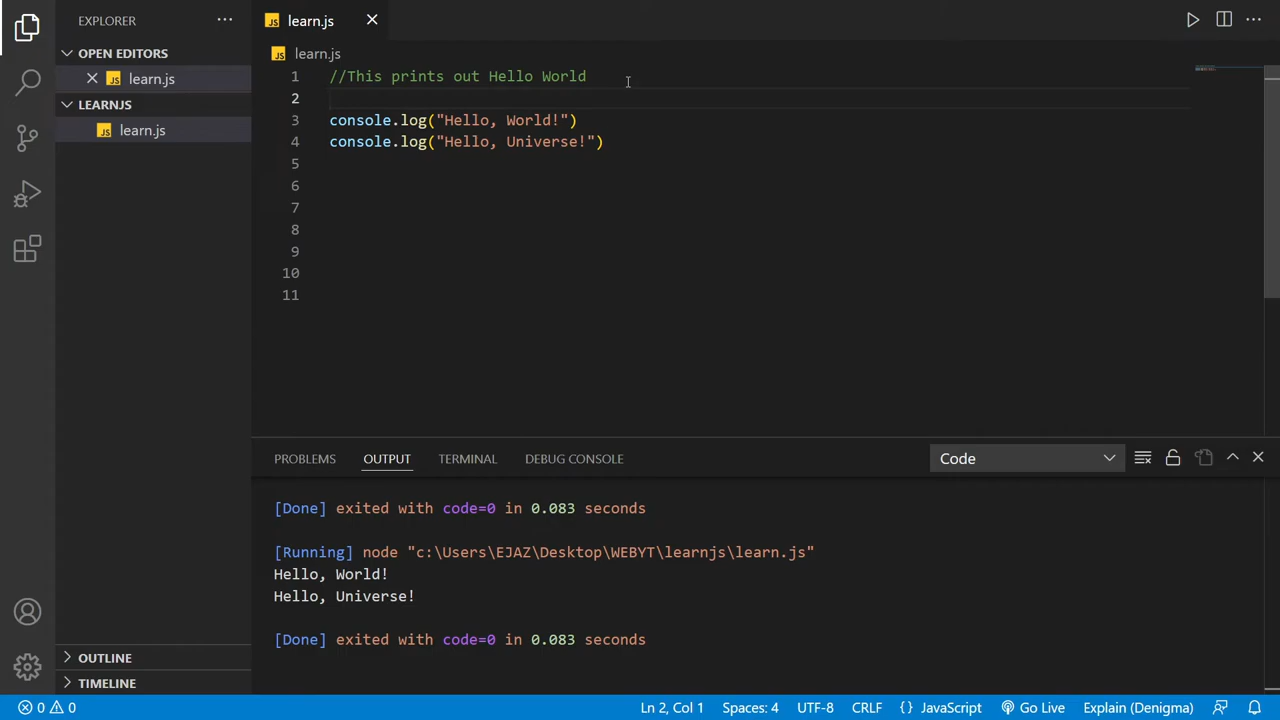 EXPLORER ···
OPEN EDITORS
JS learn.js
LEARNJS
JS learn.js
OUTLINE
TIMELINE
JS learn.js
JS learn.js
1 //This prints out Hello World
2
3 console.log("Hello, World!")
4 console.log("Hello, Universe!")
5
6
7
8
9
10
11
PROBLEMS OUTPUT TERMINAL DEBUG CONSOLE Code
[Done] exited with code=0 in 0.083 seconds
[Running] node "c:\Users\EJAZ\Desktop\WEBYT\learnjs\learn.js"
Hello, World!
Hello, Universe!
[Done] exited with code=0 in 0.083 seconds
0 0 Ln 2, Col 1 Spaces: 4 UTF-8 CRLF {} JavaScript Go Live Explain (Denigma)